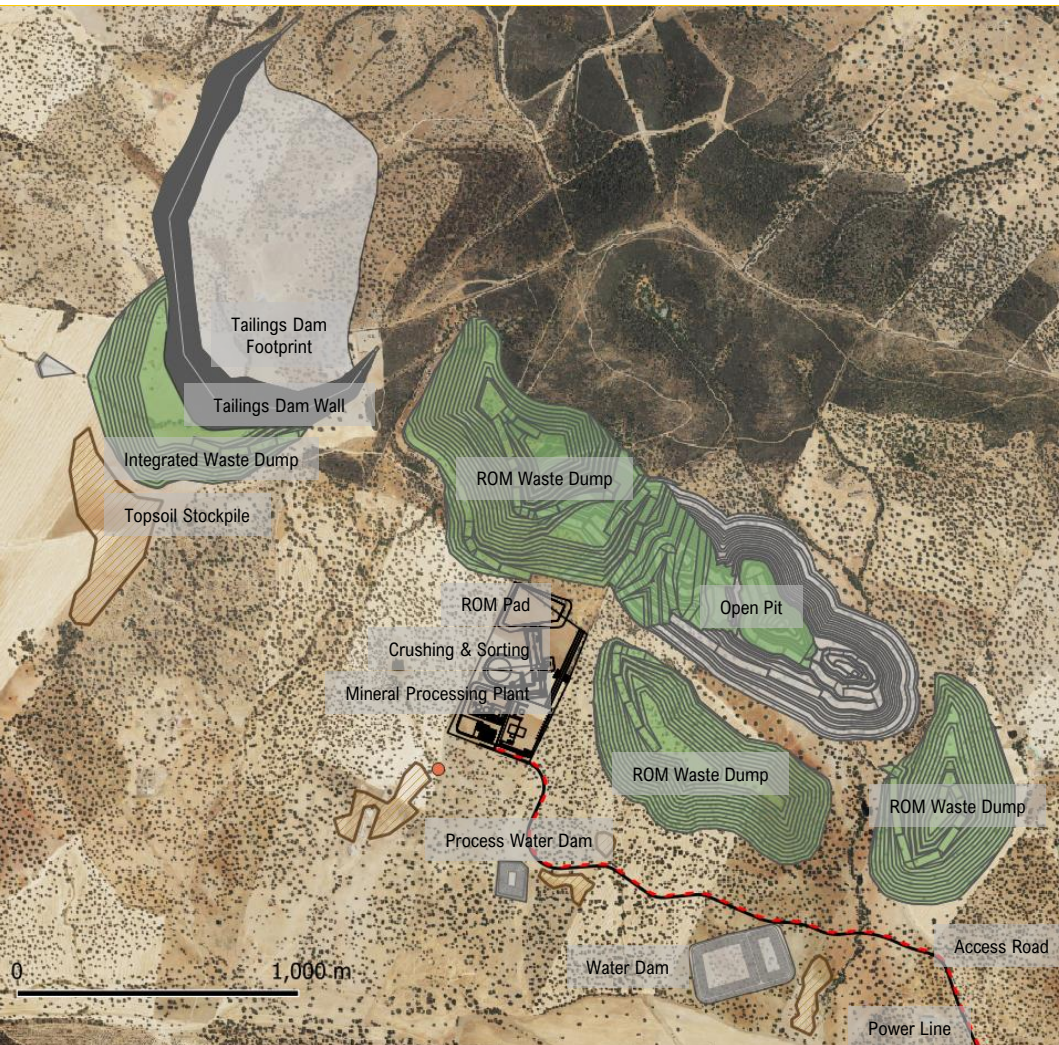 Tailings Dam
Footprint
Tailings Dam Wall
Integrated Waste Dump
ROM Waste Dump
Topsoil Stockpile
ROM Pad
Open Pit
Crushing & Sorting
Mineral Processing Plant
ROM Waste Dump
ROM Waste Dump
Process Water Dam
Access Road
Water Dam
0
1,000 m
Power Line